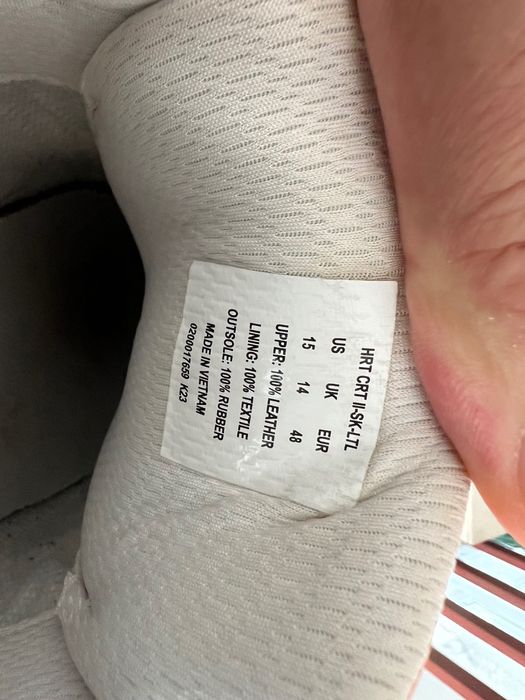 HRT CRT II-SK-LTL
US UK EUR
15 14 48
UPPER: 100% LEATHER
LINING: 100% TEXTILE
OUTSOLE: 100% RUBBER
MADE IN VIETNAM
0200017659 K23